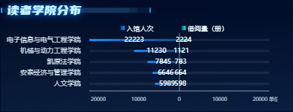 读者学院分布
入馆人次 借阅量（册）
电子信息与电气工程学院 22223 2224
机械与动力工程学院 11230 1121
凯原法学院 7845 783
安泰经济与管理学院 6646 664
人文学院 5989 598
20000 10000 0 10000 20000 单位